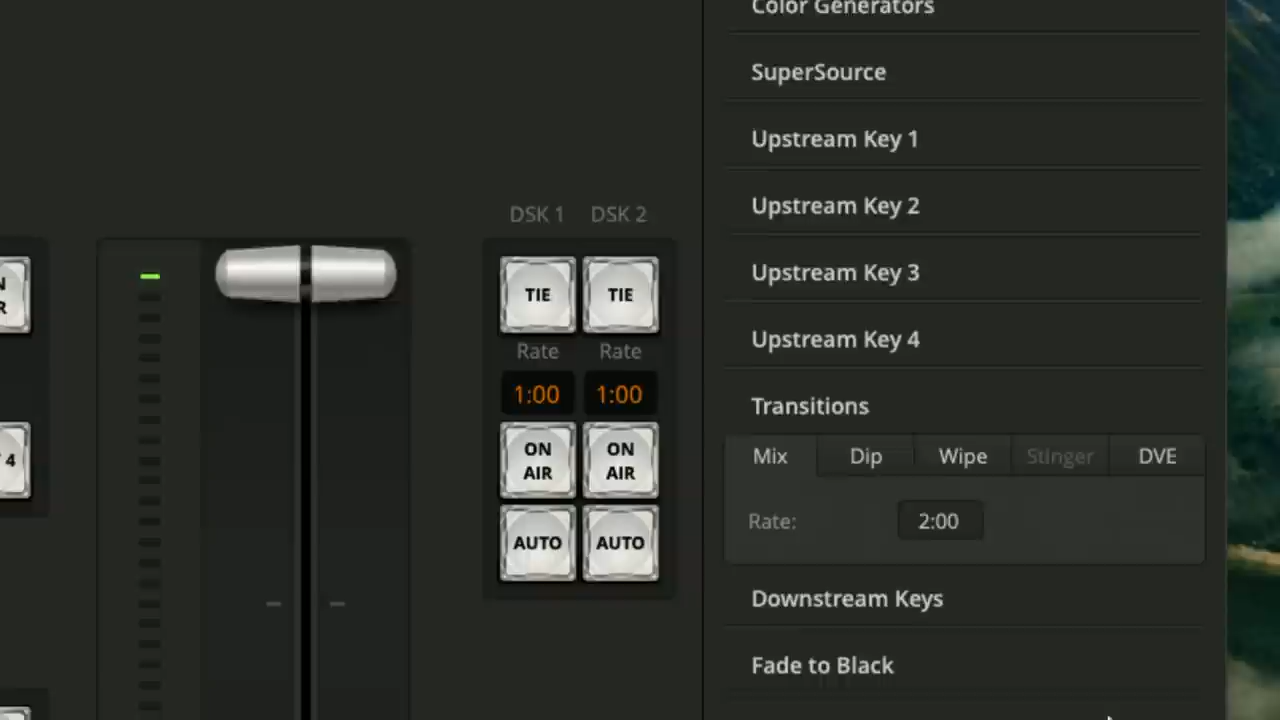 Color Generators
SuperSource
Upstream Key 1
Upstream Key 2
Upstream Key 3
Upstream Key 4
Transitions
Mix Dip Wipe Stinger DVE
Rate: 2:00
Downstream Keys
Fade to Black
DSK 1 DSK 2
TIE TIE
Rate Rate
1:00 1:00
ON AIR ON AIR
AUTO AUTO
N
R
4